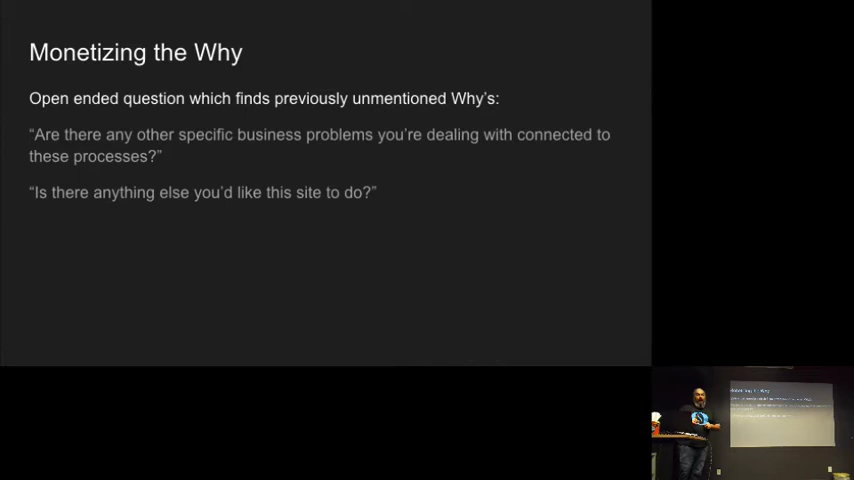 Monetizing the Why
Open ended question which finds previously unmentioned Why's:
“Are there any other specific business problems you’re dealing with connected to
these processes?”
“Is there anything else you’d like this site to do?”